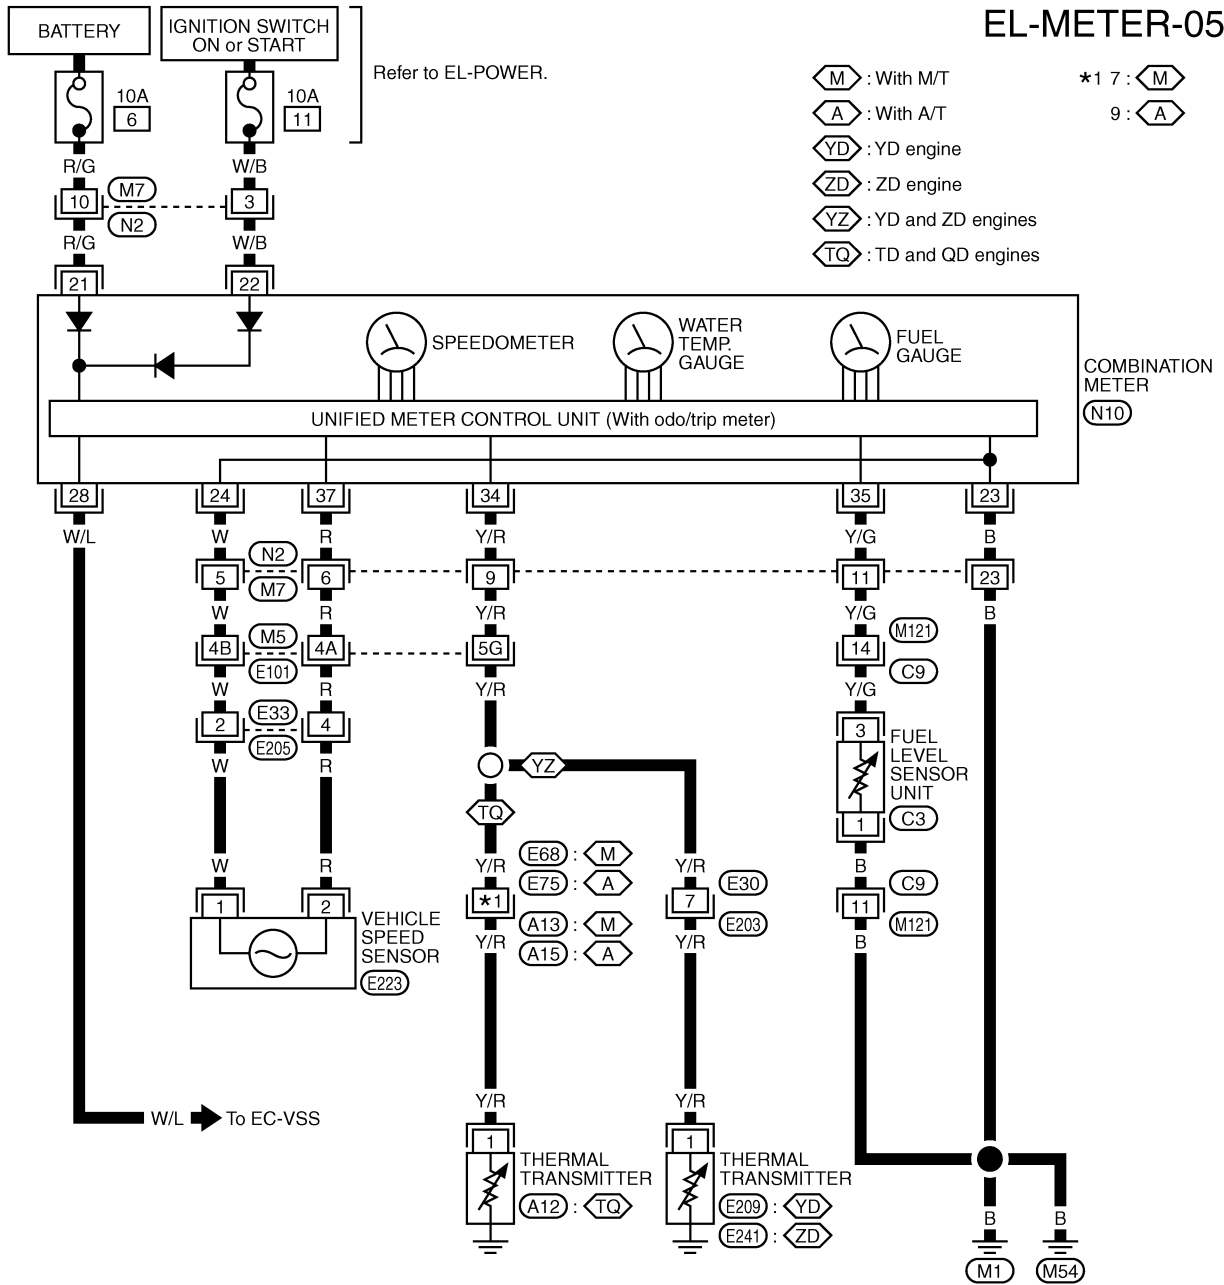 EL-METER-05
BATTERY
IGNITION SWITCH
ON or START
Refer to EL-POWER.
10A
6
10A
11
M : With M/T
A : With A/T
YD : YD engine
ZD : ZD engine
YZ : YD and ZD engines
TQ : TD and QD engines
*1 7 : M
9 : A
R/G
W/B
10
M7
N2
3
R/G
W/B
21
22
SPEEDOMETER
WATER
TEMP.
GAUGE
FUEL
GAUGE
COMBINATION
METER
N10
UNIFIED METER CONTROL UNIT (With odo/trip meter)
28
24
37
34
35
23
W/L
W
R
Y/R
Y/G
B
5
N2
M7
6
9
11
23
W
R
Y/R
Y/G
B
4B
M5
E101
4A
5G
14
M121
C9
W
R
Y/R
Y/G
2
E33
E205
4
3
FUEL
LEVEL
SENSOR
UNIT
C3
1
W
R
YZ
TQ
W
R
Y/R
E68 : M
E75 : A
Y/R
B
1
2
*1
A13 : M
A15 : A
7
E30
E203
11
C9
M121
VEHICLE
SPEED
SENSOR
E223
Y/R
Y/R
B
W/L
To EC-VSS
Y/R
Y/R
1
THERMAL
TRANSMITTER
A12 : TQ
1
THERMAL
TRANSMITTER
E209 : YD
E241 : ZD
B
B
M1
M54